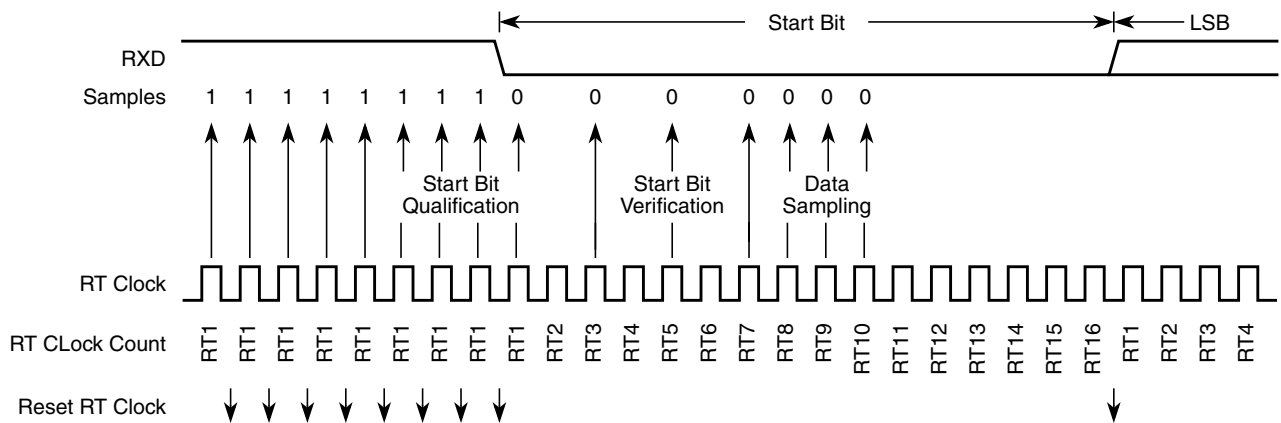 Start Bit LSB
RXD
Samples 1 1 1 1 1 1 1 1 0 0 0 0 0 0 0
Start Bit Start Bit Data
Qualification Verification Sampling
RT Clock
RT CLock Count RT1 RT1 RT1 RT1 RT1 RT1 RT1 RT1 RT1 RT2 RT3 RT4 RT5 RT6 RT7 RT8 RT9 RT10 RT11 RT12 RT13 RT14 RT15 RT16 RT1 RT2 RT3 RT4
Reset RT Clock